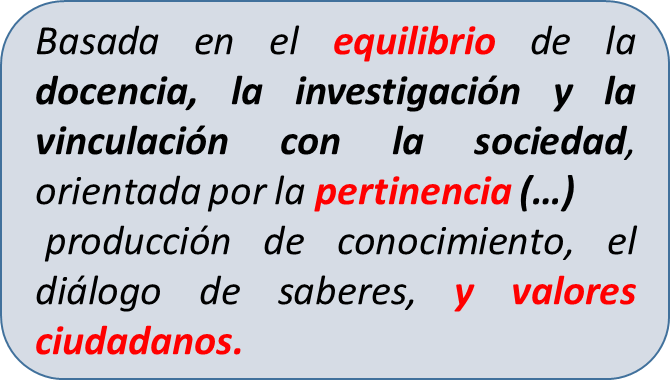 Basada en el equilibrio de la
docencia, la investigación y la
vinculación con la sociedad,
orientada por la pertinencia (...)
producción de conocimiento, el
diálogo de saberes, y valores
ciudadanos.